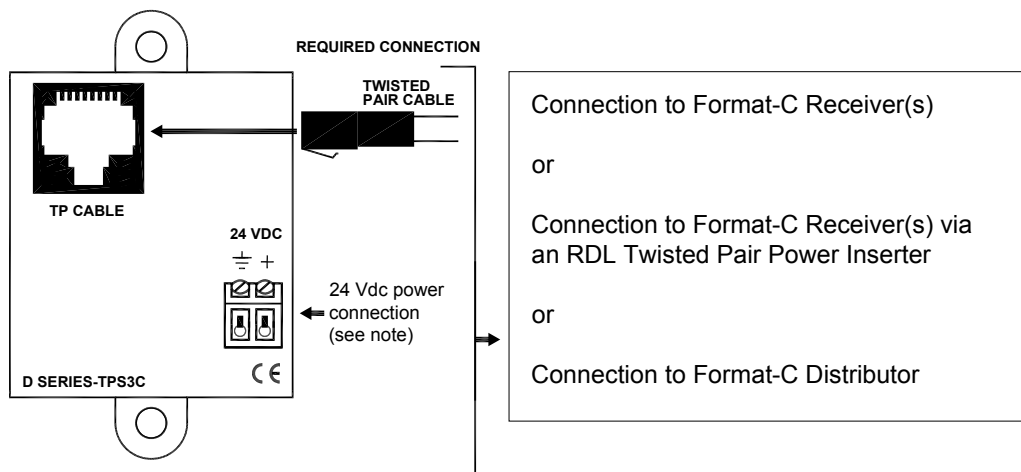 REQUIRED CONNECTION
TWISTED
PAIR CABLE
TP CABLE
24 VDC
+
24 Vdc power
connection
(see note)
D SERIES-TPS3C
CE
Connection to Format-C Receiver(s)
or
Connection to Format-C Receiver(s) via
an RDL Twisted Pair Power Inserter
or
Connection to Format-C Distributor